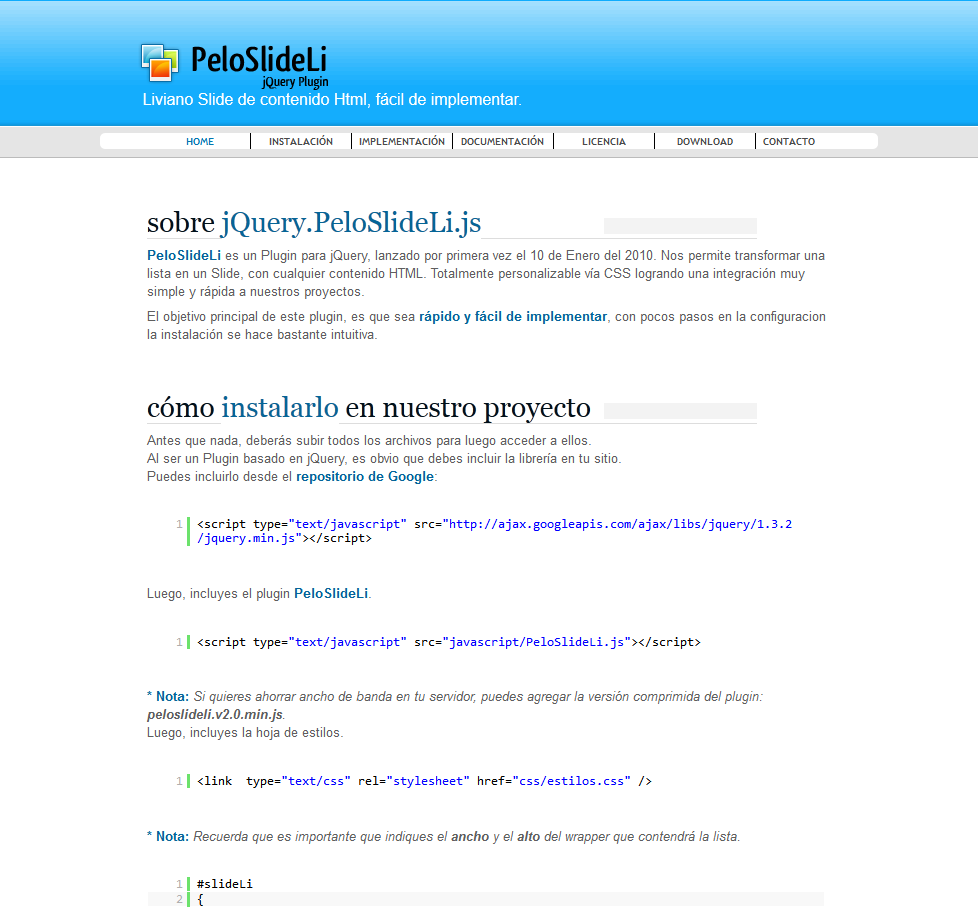 PeloSlideLi
jQuery Plugin
Liviano Slide de contenido Html, fácil de implementar.
HOME INSTALACIÓN IMPLEMENTACIÓN DOCUMENTACIÓN LICENCIA DOWNLOAD CONTACTO
sobre jQuery.PeloSlideLi.js
PeloSlideLi es un Plugin para jQuery, lanzado por primera vez el 10 de Enero del 2010. Nos permite transformar una
lista en un Slide, con cualquier contenido HTML. Totalmente personalizable vía CSS logrando una integración muy
simple y rápida a nuestros proyectos.
El objetivo principal de este plugin, es que sea rápido y fácil de implementar, con pocos pasos en la configuracion
la instalación se hace bastante intuitiva.
cómo instalarlo en nuestro proyecto
Antes que nada, deberás subir todos los archivos para luego acceder a ellos.
Al ser un Plugin basado en jQuery, es obvio que debes incluir la librería en tu sitio.
Puedes incluirlo desde el repositorio de Google:
1 <script type="text/javascript" src="http://ajax.googleapis.com/ajax/libs/jquery/1.3.2
/jquery.min.js"></script>
Luego, incluyes el plugin PeloSlideLi.
1 <script type="text/javascript" src="javascript/PeloSlideLi.js"></script>
* Nota: Si quieres ahorrar ancho de banda en tu servidor, puedes agregar la versión comprimida del plugin:
peloslideli.v2.0.min.js.
Luego, incluyes la hoja de estilos.
1 <link  type="text/css" rel="stylesheet" href="css/estilos.css" />
* Nota: Recuerda que es importante que indiques el ancho y el alto del wrapper que contendrá la lista.
1 #slideLi
2 {